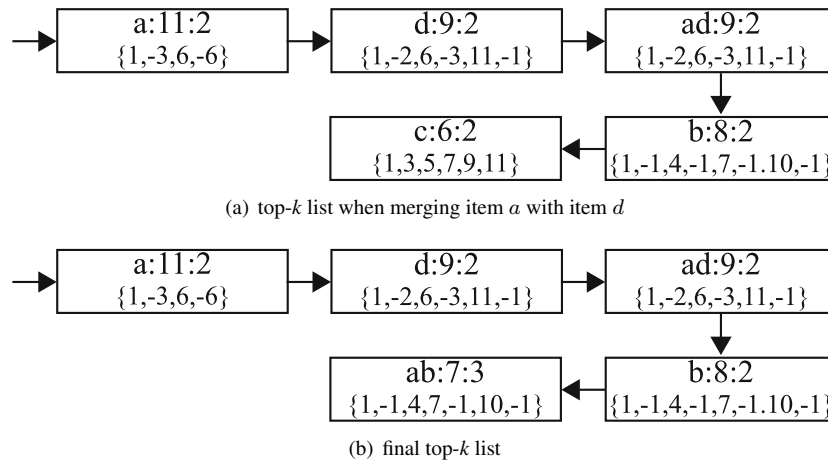 a:11:2
{1,-3,6,-6}
d:9:2
{1,-2,6,-3,11,-1}
ad:9:2
{1,-2,6,-3,11,-1}
c:6:2
{1,3,5,7,9,11}
b:8:2
{1,-1,4,-1,7,-1.10,-1}
(a) top-k list when merging item a with item d
a:11:2
{1,-3,6,-6}
d:9:2
{1,-2,6,-3,11,-1}
ad:9:2
{1,-2,6,-3,11,-1}
ab:7:3
{1,-1,4,7,-1,10,-1}
b:8:2
{1,-1,4,-1,7,-1.10,-1}
(b) final top-k list